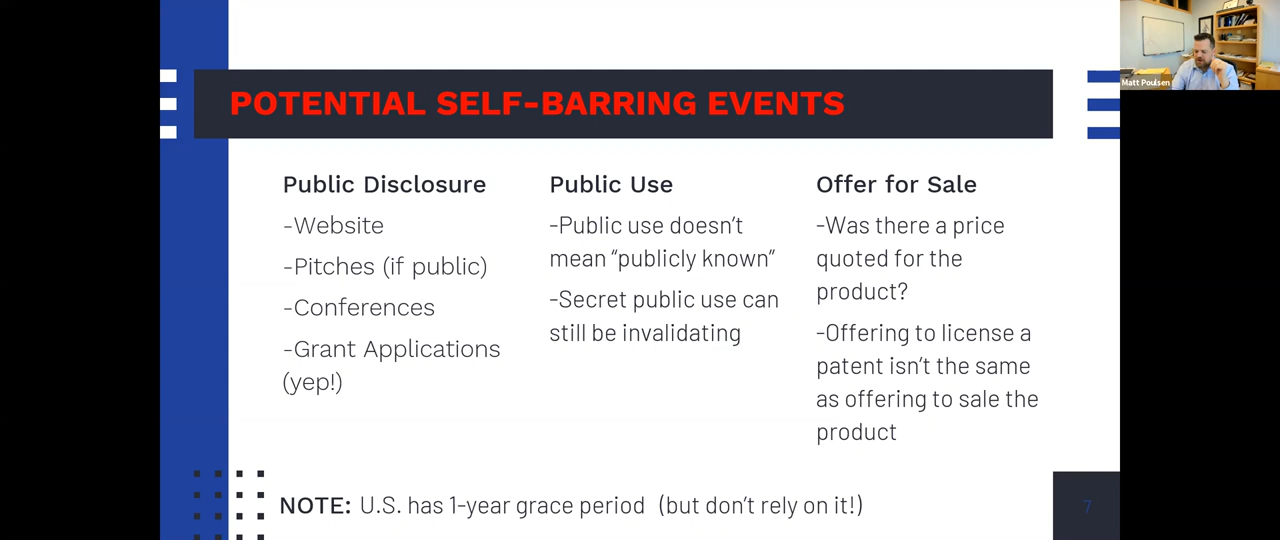 POTENTIAL SELF-BARRING EVENTS
Public Disclosure
-Website
-Pitches (if public)
-Conferences
-Grant Applications
(yep!)
Public Use
-Public use doesn't
mean "publicly known"
-Secret public use can
still be invalidating
Offer for Sale
-Was there a price
quoted for the
product?
-Offering to license a
patent isn't the same
as offering to sale the
product
NOTE: U.S. has 1-year grace period (but don't rely on it!)
7
Matt Poulsen